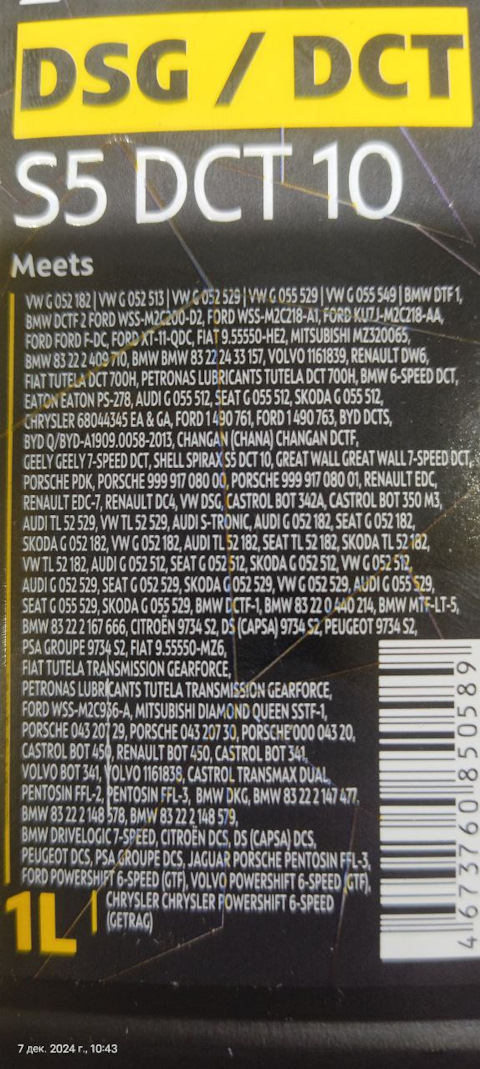 DSG / DCT
S5 DCT 10
Meets
VW G 052 182 | VW G 052 513 | VW G 052 529 | VW G 055 529 | VW G 055 549 | BMW DTF 1,
BMW DCTF 2 FORD WSS-M2C200-D2, FORD WSS-M2C218-A1, FORD KU7J-M2C218-AA,
FORD FORD F-DC, FORD XT-11-QDC, FIAT 9.55550-HE2, MITSUBISHI MZ320065,
BMW 83 22 2 409 710, BMW BMW 83 22 24 33 157, VOLVO 1161839, RENAULT DW6,
FIAT TUTELA DCT 700H, PETRONAS LUBRICANTS TUTELA DCT 700H, BMW 6-SPEED DCT,
EATON EATON PS-278, AUDI G 055 512, SEAT G 055 512, SKODA G 055 512,
CHRYSLER 68044345 EA & GA, FORD 1 490 761, FORD 1 490 763, BYD DCTS,
BYD Q/BYD-A1909.0058-2013, CHANGAN (CHANA) CHANGAN DCTF,
GEELY GEELY 7-SPEED DCT, SHELL SPIRAX S5 DCT 10, GREAT WALL GREAT WALL 7-SPEED DCT,
PORSCHE PDK, PORSCHE 999 917 080 00, PORSCHE 999 917 080 01, RENAULT EDC,
RENAULT EDC-7, RENAULT DC4, VW DSG, CASTROL BOT 342A, CASTROL BOT 350 M3,
AUDI TL 52 529, VW TL 52 529, AUDI S-TRONIC, AUDI G 052 182, SEAT G 052 182,
SKODA G 052 182, VW G 052 182, AUDI TL 52 182, SEAT TL 52 182, SKODA TL 52 182,
VW TL 52 182, AUDI G 052 512, SEAT G 052 512, SKODA G 052 512, VW G 052 512,
AUDI G 052 529, SEAT G 052 529, SKODA G 052 529, VW G 052 529, AUDI G 055 529,
SEAT G 055 529, SKODA G 055 529, BMW DCTF-1, BMW 83 22 0 440 214, BMW MTF-LT-5,
BMW 83 22 2 167 666, CITROËN 9734 S2, DS (CAPSA) 9734 S2, PEUGEOT 9734 S2,
PSA GROUPE 9734 S2, FIAT 9.55550-MZ6,
FIAT TUTELA TRANSMISSION GEARFORCE,
PETRONAS LUBRICANTS TUTELA TRANSMISSION GEARFORCE,
FORD WSS-M2C936-A, MITSUBISHI DIAMOND QUEEN SSTF-1,
PORSCHE 043 207 29, PORSCHE 043 207 30, PORSCHE 000 043 20,
CASTROL BOT 450, RENAULT BOT 450, CASTROL BOT 341,
VOLVO BOT 341, VOLVO 1161838, CASTROL TRANSMAX DUAL,
PENTOSIN FFL-2, PENTOSIN FFL-3, BMW DKG, BMW 83 22 2 147 477.
BMW 83 22 2 148 578, BMW 83 22 2 148 579,
BMW DRIVELOGIC 7-SPEED, CITROËN DCS, DS (CAPSA) DCS,
PEUGEOT DCS, PSA GROUPE DCS, JAGUAR PORSCHE PENTOSIN FFL-3,
FORD POWERSHIFT 6-SPEED (GTF), VOLVO POWERSHIFT 6-SPEED (GTF),
CHRYSLER CHRYSLER POWERSHIFT 6-SPEED
(GETRAG)
1L
4 673760 850589
7 дек. 2024 г., 10:43